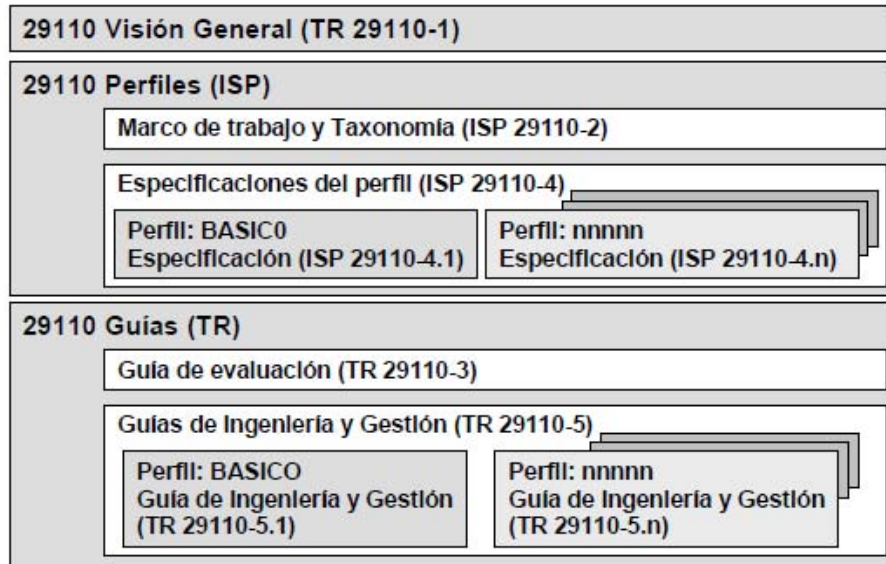 29110 Visión General (TR 29110-1)
29110 Perfiles (ISP)
Marco de trabajo y Taxonomía (ISP 29110-2)
Especificaciones del perfil (ISP 29110-4)
Perfil: BASIC0
Especificación (ISP 29110-4.1)
Perfil: nnnnn
Especificación (ISP 29110-4.n)
29110 Guías (TR)
Guía de evaluación (TR 29110-3)
Guías de Ingeniería y Gestión (TR 29110-5)
Perfil: BASICO
Guía de Ingeniería y Gestión
(TR 29110-5.1)
Perfil: nnnnn
Guía de Ingeniería y Gestión
(TR 29110-5.n)